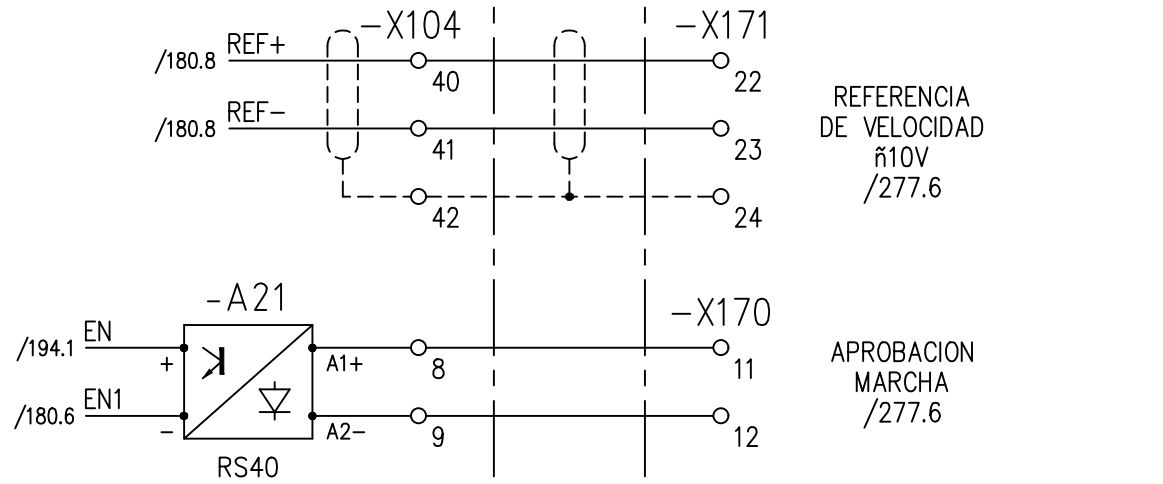 -X104
-X171
/180.8 REF+
40
22
/180.8 REF-
41
23
42
24
REFERENCIA
DE VELOCIDAD
ñ10V
/277.6
-A21
-X170
/194.1 EN
+
A1+
8
11
/180.6 EN1
-
A2-
9
12
RS40
APROBACION
MARCHA
/277.6